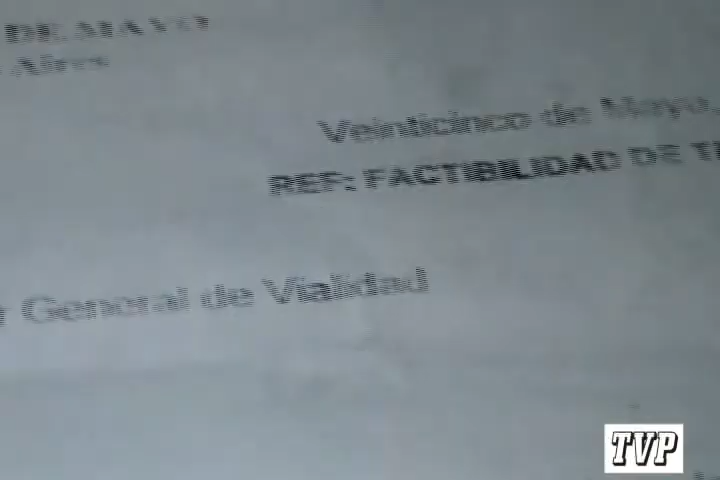 DE MAYO
Aires
Veinticinco de Mayo,
REF: FACTIBILIDAD DE
General de Vialidad
TVP